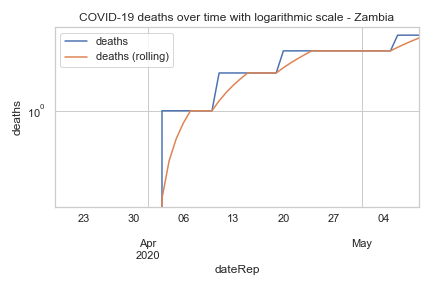 COVID-19 deaths over time with logarithmic scale - Zambia
deaths
deaths (rolling)
deaths
10⁰
23 30 06 13 20 27 04
Apr May
2020
dateRep